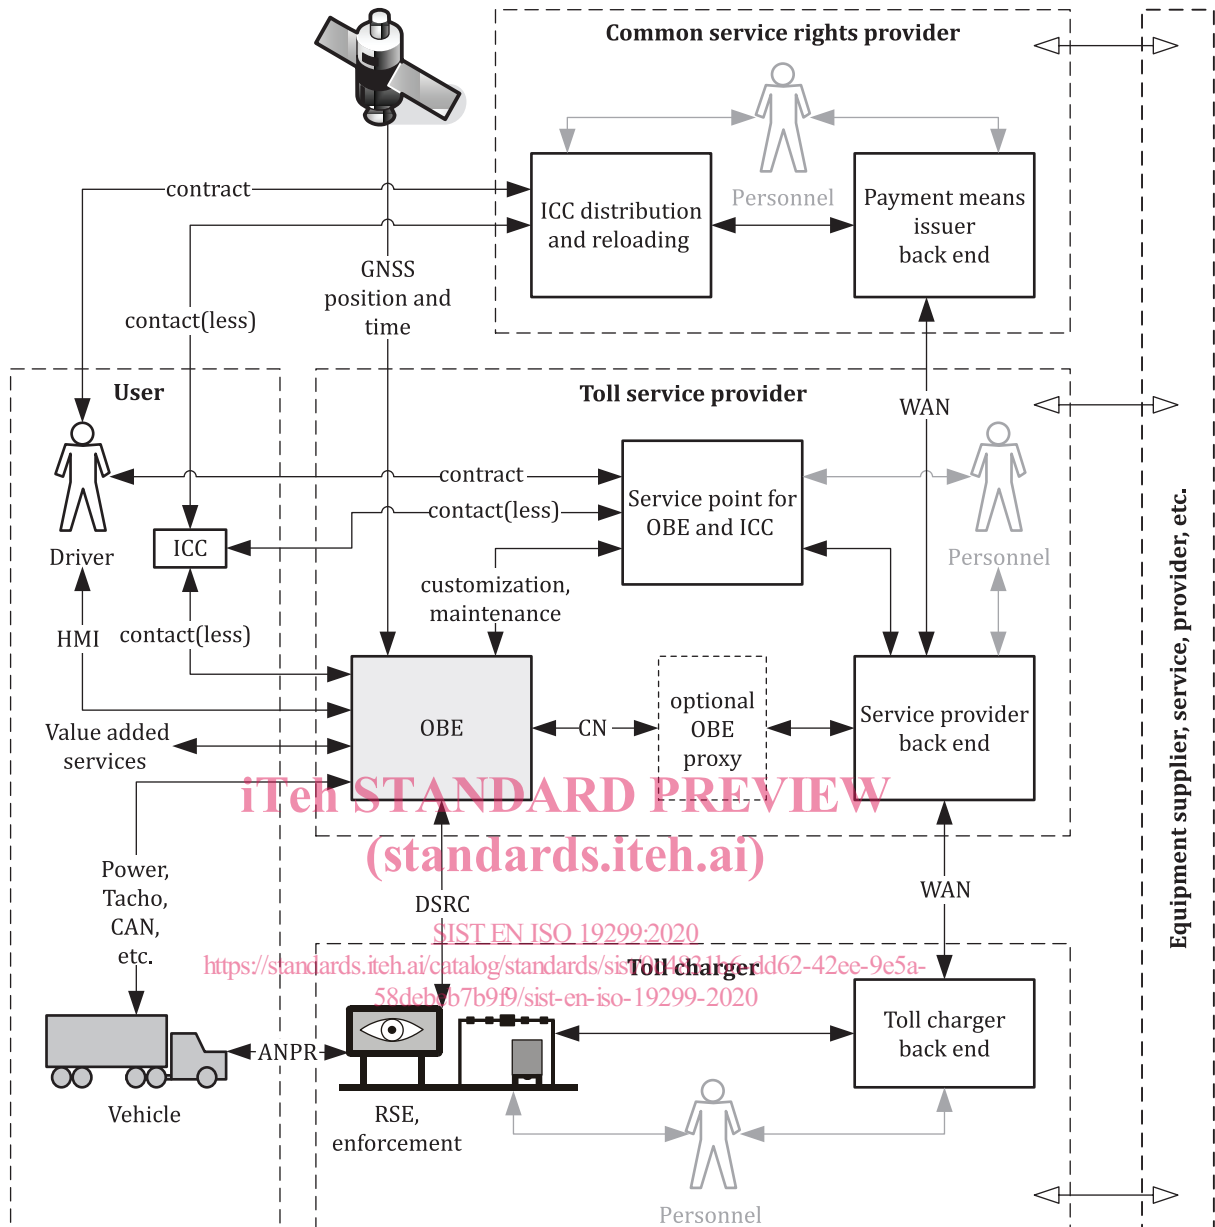 Common service rights provider
Personnel
ICC distribution
and reloading
Payment means
issuer
back end
contract
contact(less)
GNSS
position and
time
WAN
User
Toll service provider
Driver
ICC
contract
contact(less)
Service point for
OBE and ICC
Personnel
customization,
maintenance
HMI
contact(less)
Value added
services
OBE
CN
optional
OBE
proxy
Service provider
back end
iTeh STANDARD PREVIEW
(standards.iteh.ai)
Power,
Tacho,
CAN,
etc.
DSRC
WAN
SIST EN ISO 19299:2020
Toll charger
58debeb7b9f9/sist-en-iso-19299-2020
Toll charger
back end
ANPR
Vehicle
RSE,
enforcement
Personnel
Equipment supplier, service, provider, etc.